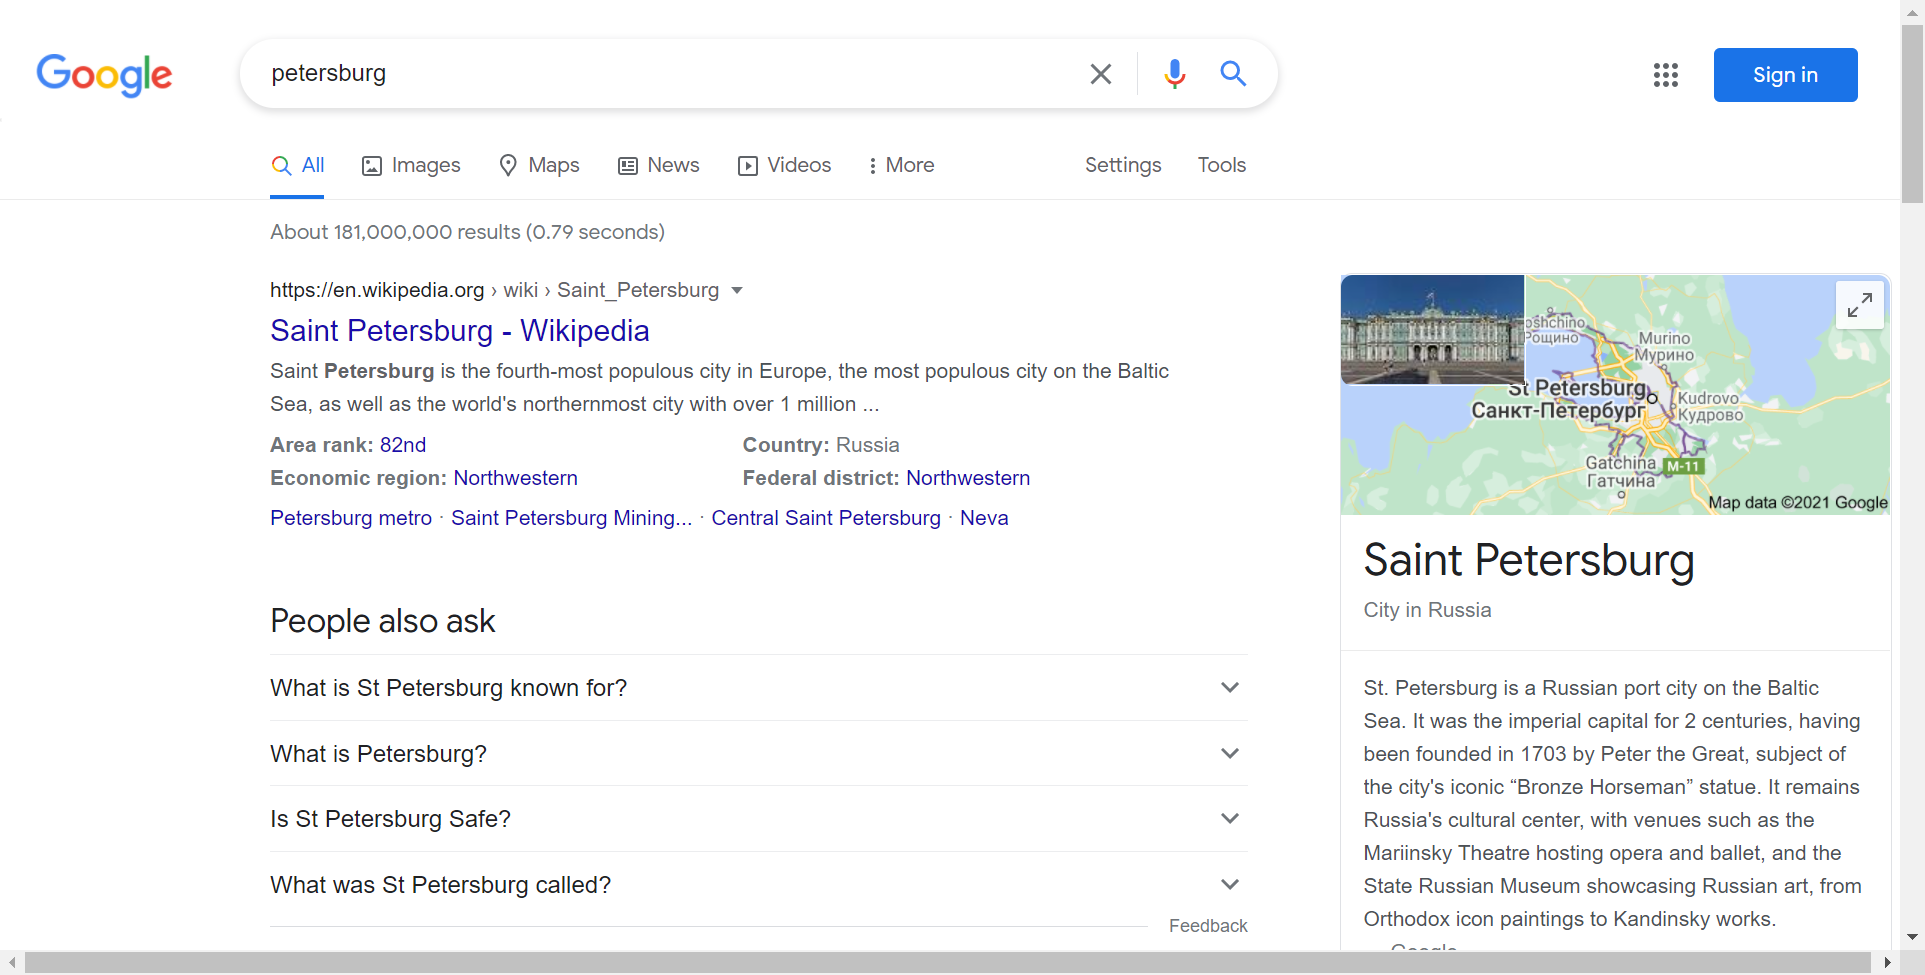 Google
petersburg
Sign in
All
Images
Maps
News
Videos
More
Settings
Tools
About 181,000,000 results (0.79 seconds)
https://en.wikipedia.org › wiki › Saint_Petersburg
Saint Petersburg - Wikipedia
Saint Petersburg is the fourth-most populous city in Europe, the most populous city on the Baltic
Sea, as well as the world's northernmost city with over 1 million ...
Area rank: 82nd
Country: Russia
Economic region: Northwestern
Federal district: Northwestern
Petersburg metro · Saint Petersburg Mining... · Central Saint Petersburg · Neva
People also ask
What is St Petersburg known for?
What is Petersburg?
Is St Petersburg Safe?
What was St Petersburg called?
Feedback
oshchino
Рощино
Murino
Мурино
St Petersburg
Санкт-Петербург
Kudrovo
Кудрово
Gatchina
Гатчина
M-11
Map data ©2021 Google
Saint Petersburg
City in Russia
St. Petersburg is a Russian port city on the Baltic
Sea. It was the imperial capital for 2 centuries, having
been founded in 1703 by Peter the Great, subject of
the city's iconic “Bronze Horseman” statue. It remains
Russia's cultural center, with venues such as the
Mariinsky Theatre hosting opera and ballet, and the
State Russian Museum showcasing Russian art, from
Orthodox icon paintings to Kandinsky works.
Google